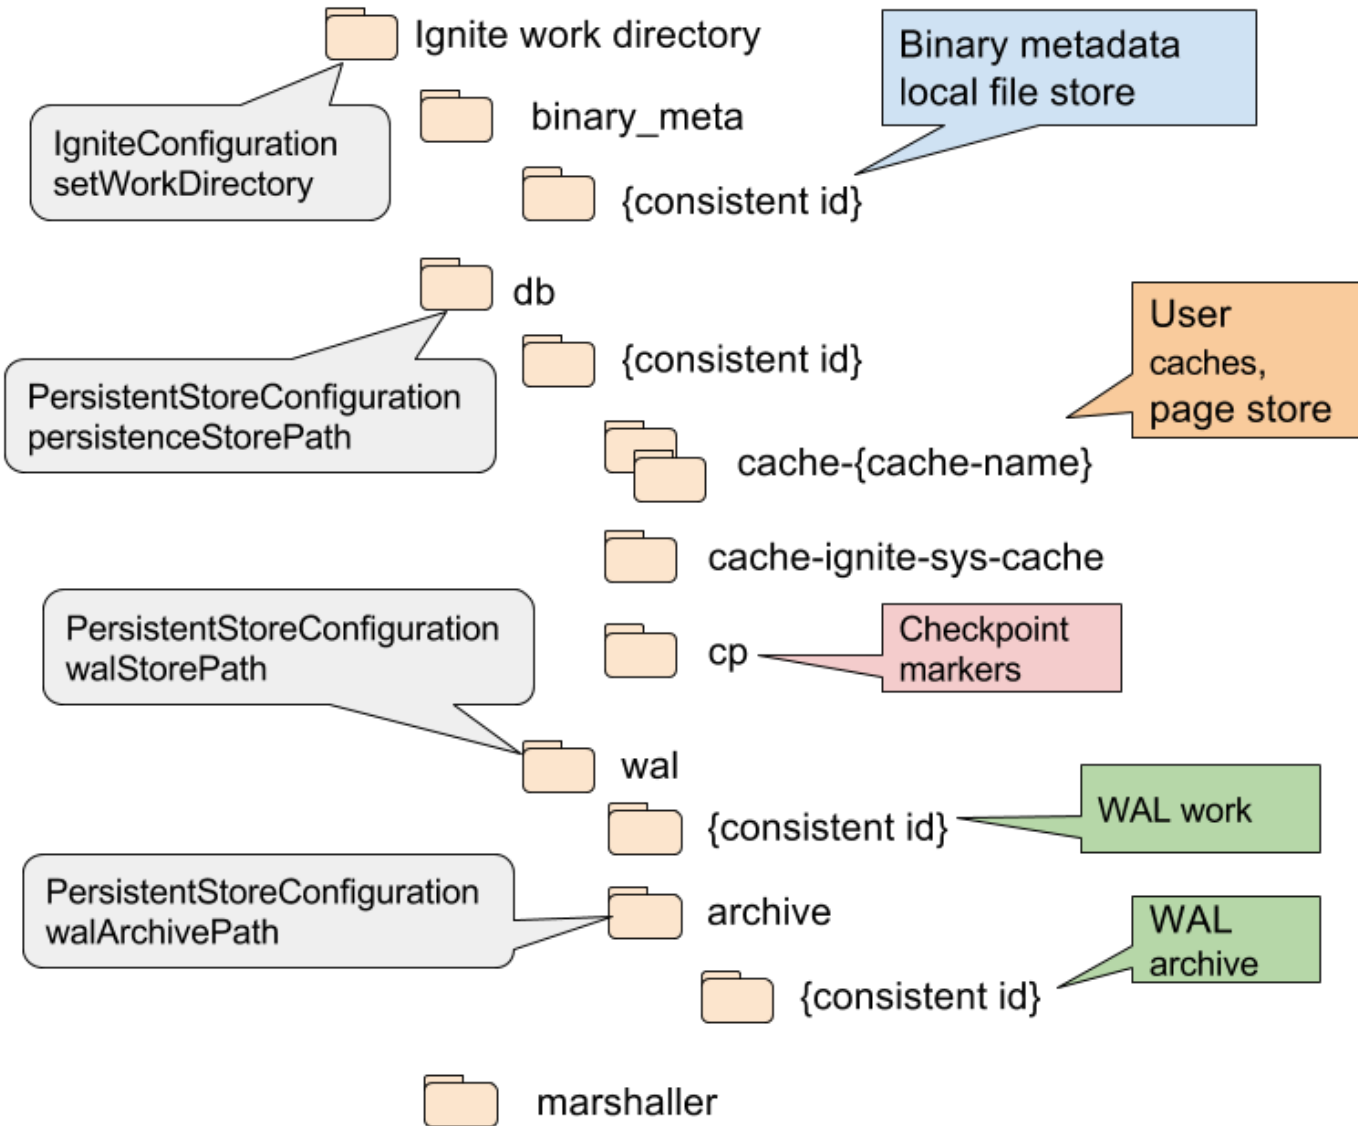 Ignite work directory
Binary metadata
local file store
IgniteConfiguration
setWorkDirectory
binary_meta
{consistent id}
db
User
caches,
page store
{consistent id}
PersistentStoreConfiguration
persistenceStorePath
cache-{cache-name}
cache-ignite-sys-cache
PersistentStoreConfiguration
walStorePath
cp
Checkpoint
markers
wal
{consistent id}
WAL work
PersistentStoreConfiguration
walArchivePath
archive
WAL
archive
{consistent id}
marshaller